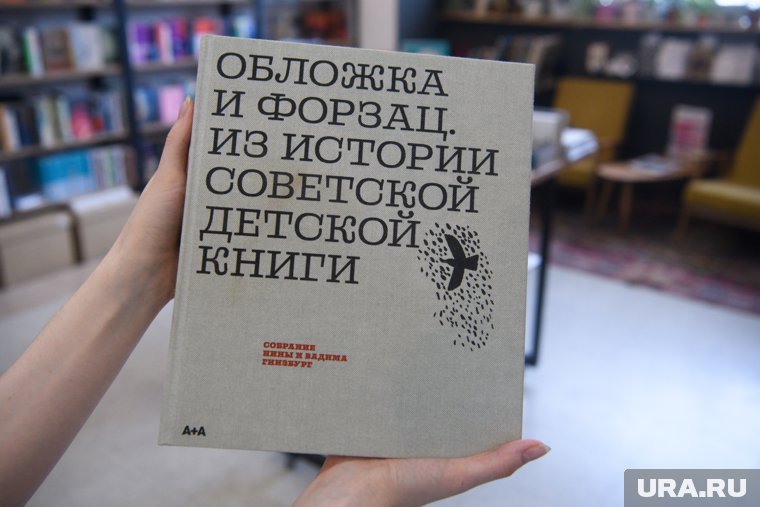 ОБЛОЖКА
И ФОРЗАЦ.
ИЗ ИСТОРИИ
СОВЕТСКОЙ
ДЕТСКОЙ
КНИГИ
СОБРАНИЕ
НИНЫ И ВАДИМА
ГИНЗБУРГ
А+А
URA.RU